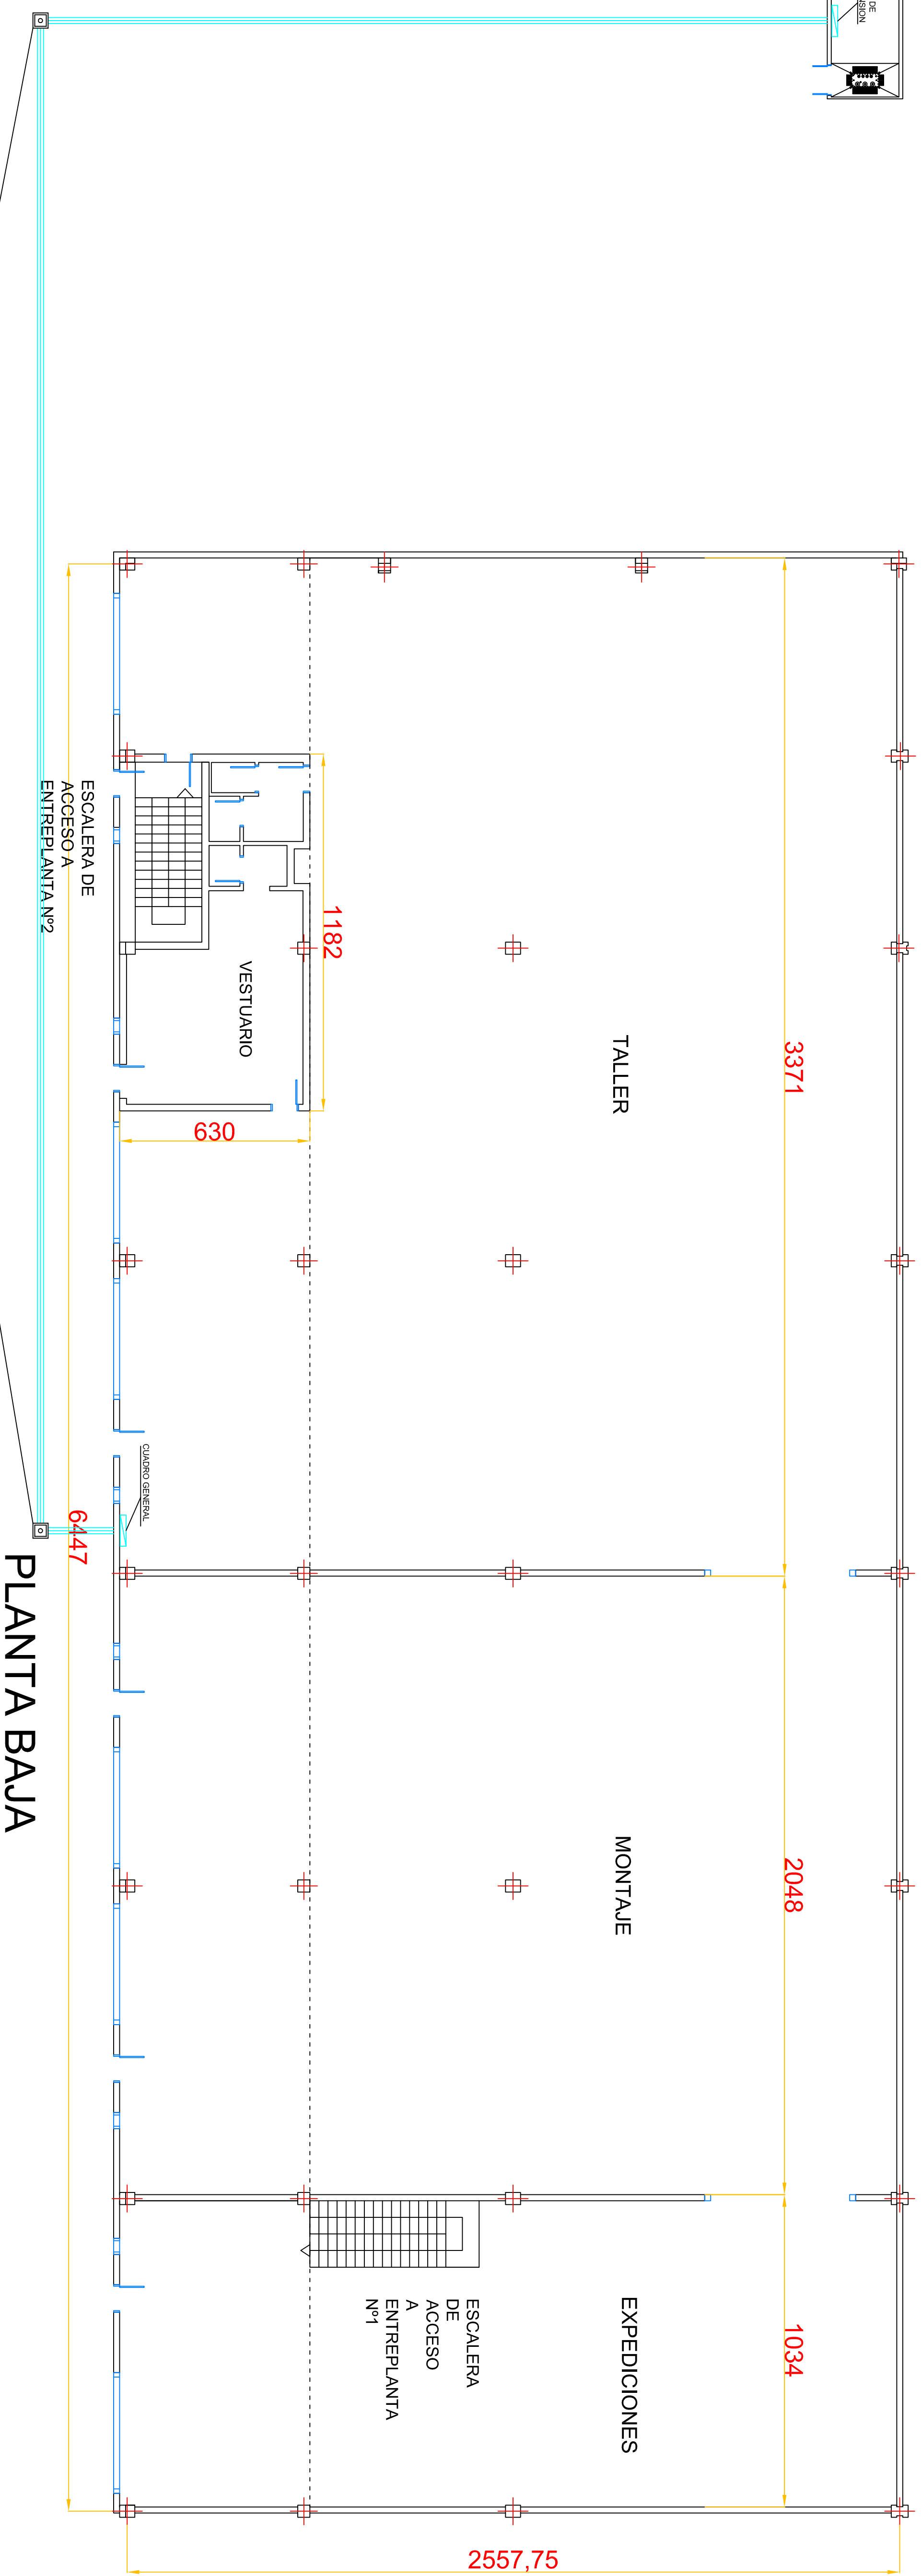 DE
NSION
3371
2048
1034
TALLER
MONTAJE
EXPEDICIONES
ESCALERA
DE
ACCESO
A
ENTREPLANTA
Nº1
1182
VESTUARIO
630
CUADRO GENERAL
ESCALERA DE
ACCESO A
ENTREPLANTA Nº2
6447
2557,75
PLANTA BAJA